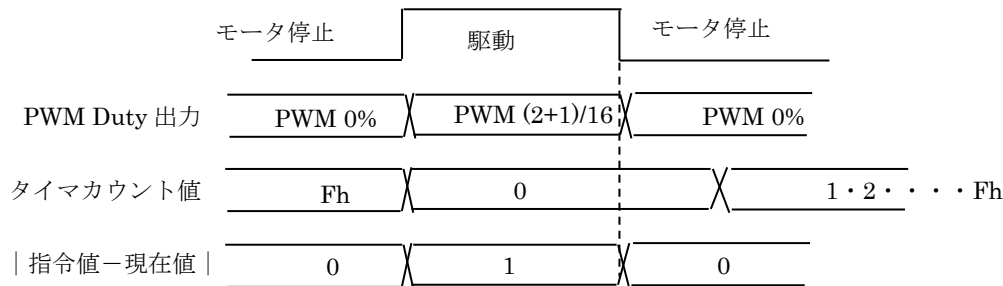 モータ停止 駆動 モータ停止
PWM Duty 出力 PWM 0% PWM (2+1)/16 PWM 0%
タイマカウント値 Fh 0 1・2・・・・Fh
|指令値－現在値| 0 1 0